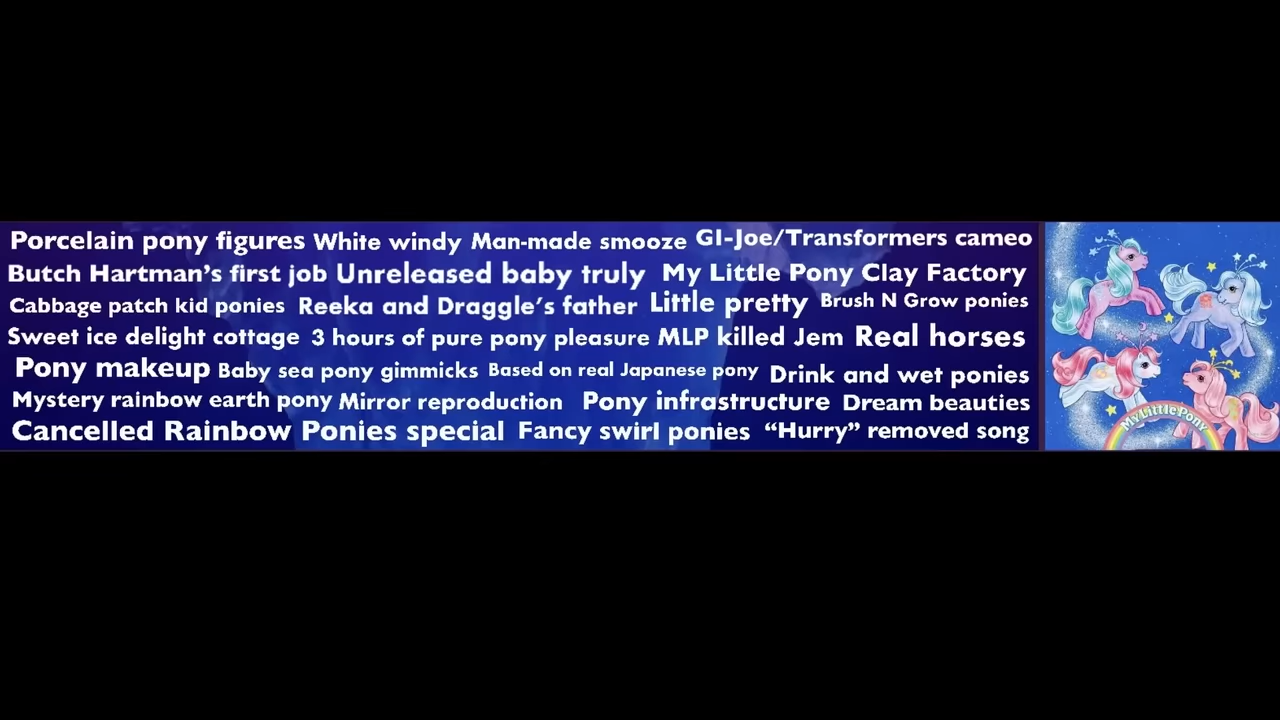 Porcelain pony figures White windy Man-made smooze GI-Joe/Transformers cameo
Butch Hartman's first job Unreleased baby truly My Little Pony Clay Factory
Cabbage patch kid ponies Reeka and Draggle's father Little pretty Brush N Grow ponies
Sweet ice delight cottage 3 hours of pure pony pleasure MLP killed Jem Real horses
Pony makeup Baby sea pony gimmicks Based on real Japanese pony Drink and wet ponies
Mystery rainbow earth pony Mirror reproduction Pony infrastructure Dream beauties
Cancelled Rainbow Ponies special Fancy swirl ponies “Hurry” removed song
My Little Pony